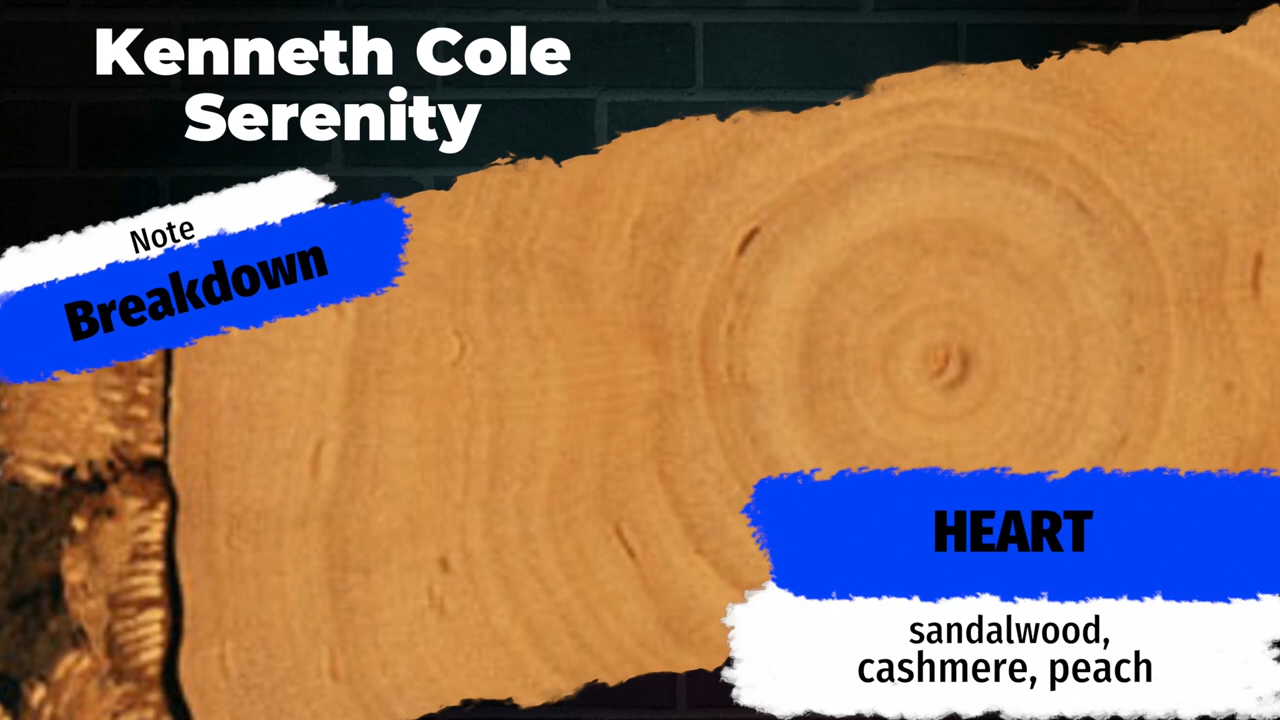 Kenneth Cole
Serenity
Note
Breakdown
HEART
sandalwood,
cashmere, peach